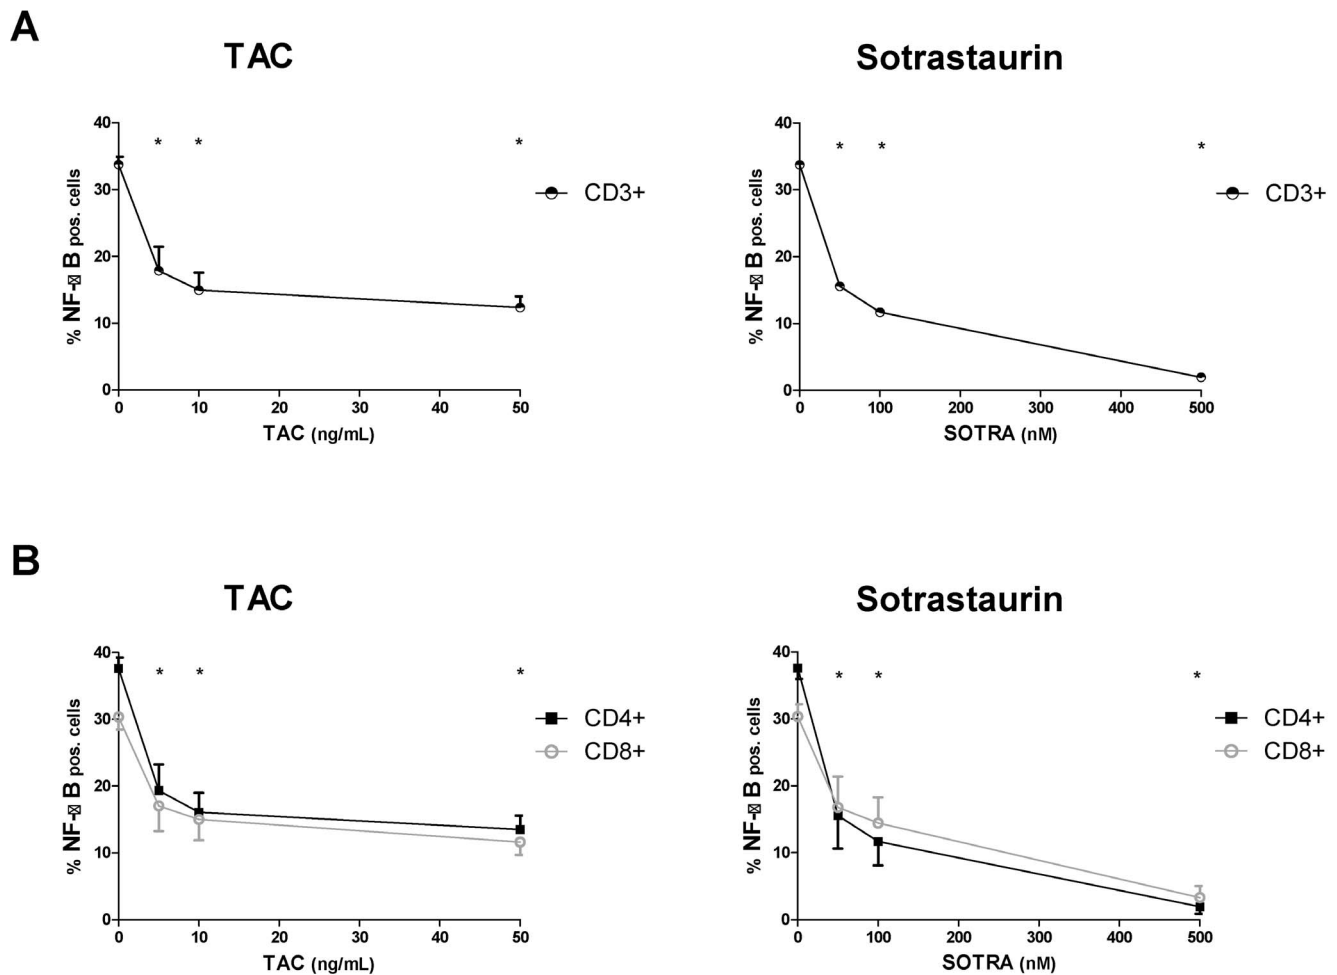 A
TAC
Sotrastaurin
* * *
* * *
40
30
20
10
0
% NF-☒ B pos. cells
0 10 20 30 40 50
TAC (ng/mL)
CD3+
40
30
20
10
0
% NF-☒ B pos. cells
0 100 200 300 400 500
SOTRA (nM)
CD3+
B
TAC
Sotrastaurin
* * *
* * *
40
30
20
10
0
% NF-☒ B pos. cells
0 10 20 30 40 50
TAC (ng/mL)
CD4+
CD8+
40
30
20
10
0
% NF-☒ B pos. cells
0 100 200 300 400 500
SOTRA (nM)
CD4+
CD8+